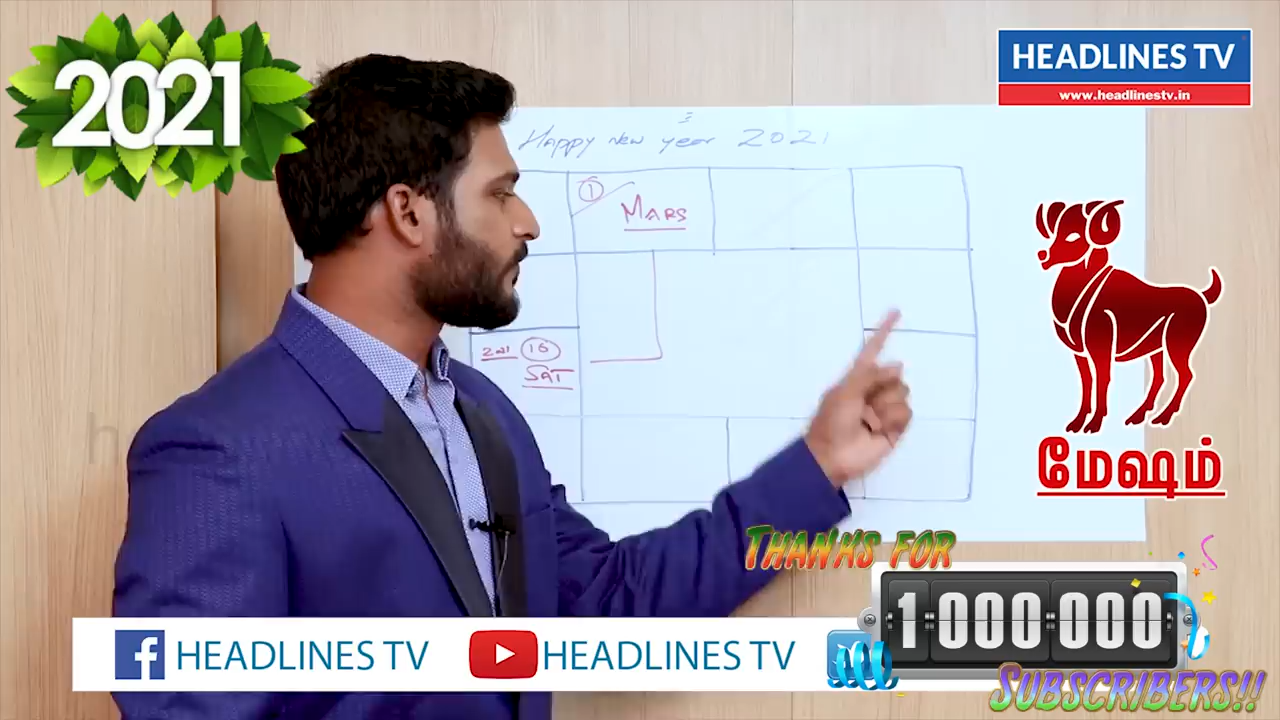 2021
HEADLINES TV
www.headlinestv.in
Happy New year 2021
1
MARS
2021 16
SAT
மேஷம்
THANKS FOR
1,000,000
SUBSCRIBERS!!
HEADLINES TV
HEADLINES TV